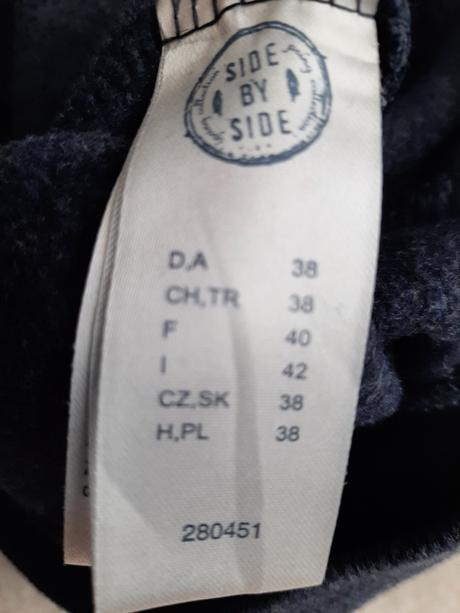 SIDE
BY
SIDE
D,A 38
CH,TR 38
F 40
I 42
CZ,SK 38
H,PL 38
280451